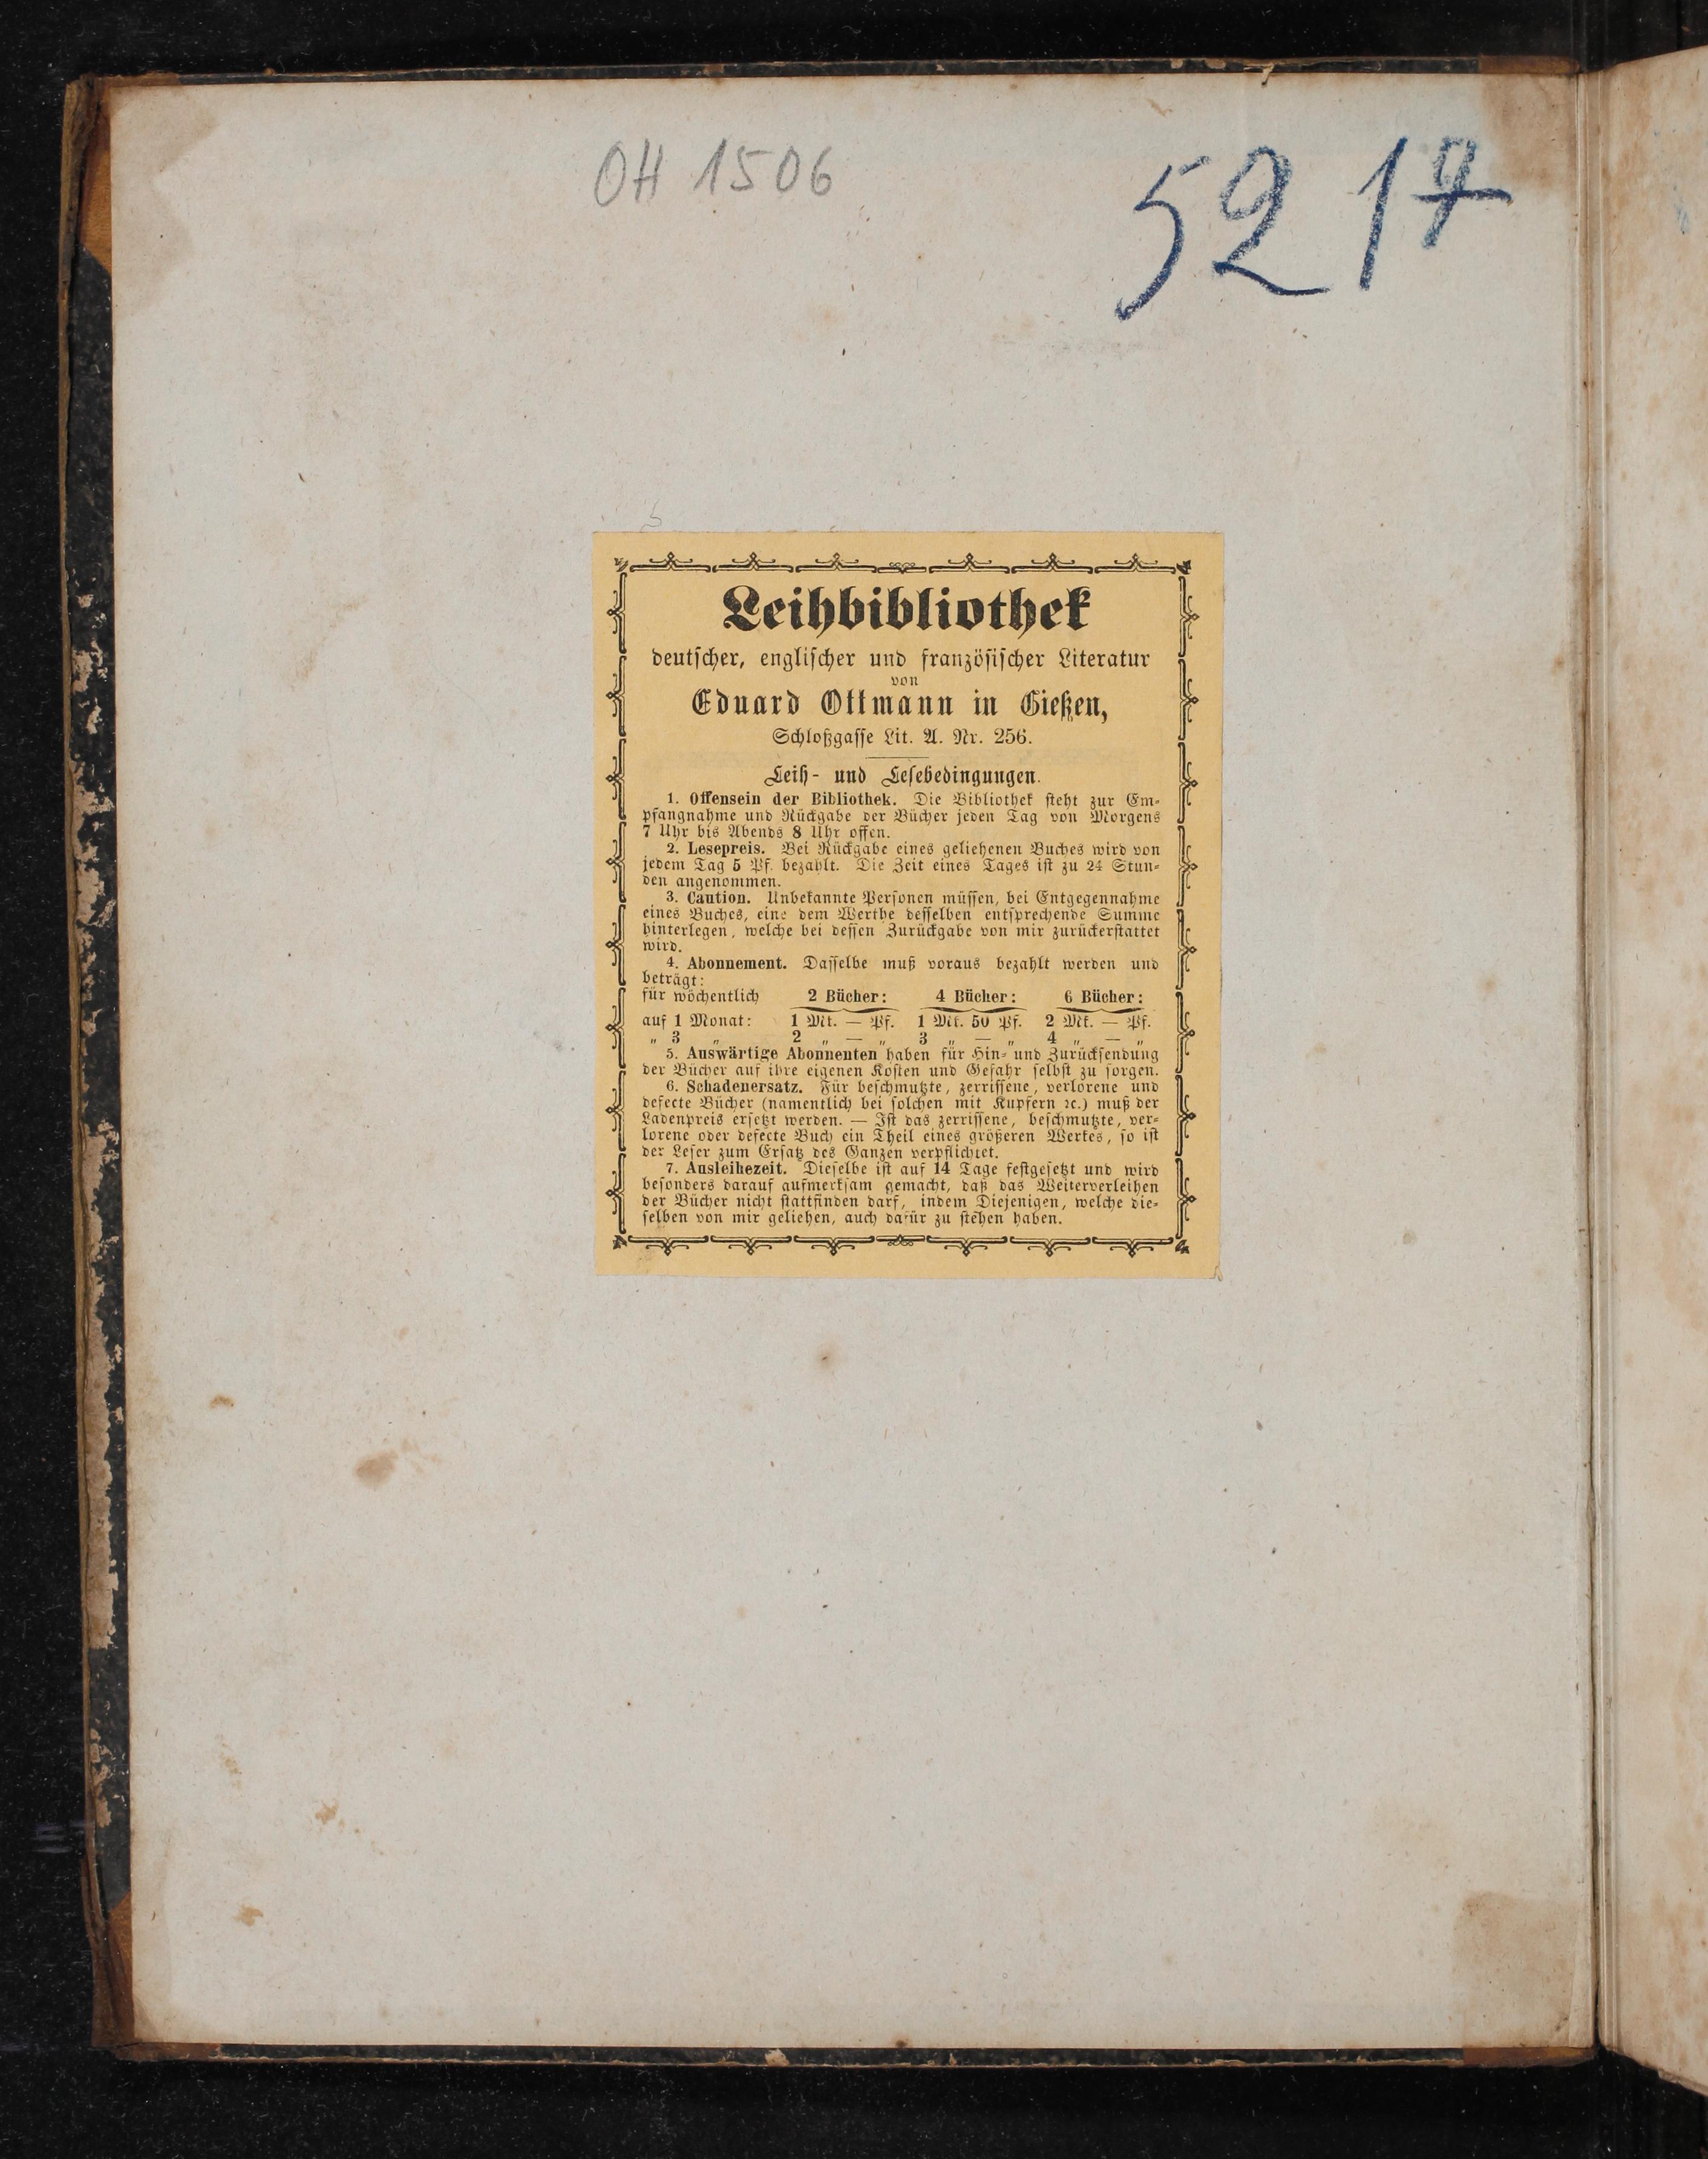 OH 1506
5217
Leihbibliothek
deutscher, englischer und französischer Literatur
von
Eduard Ottmann in Gießen,
Schloßgasse Lit. A. Nr. 256.
Leih- und Lesebedingungen.
1. Offensein der Bibliothek. Die Bibliothek steht zur Em-
pfangnahme und Rückgabe der Bücher jeden Tag von Morgens
7 Uhr bis Abends 8 Uhr offen.
2. Lesepreis. Bei Rückgabe eines geliehenen Buches wird von
jedem Tag 5 Pf. bezahlt. Die Zeit eines Tages ist zu 24 Stun-
den angenommen.
3. Caution. Unbekannte Personen müssen, bei Entgegennahme
eines Buches, eine dem Werthe desselben entsprechende Summe
hinterlegen, welche bei dessen Zurückgabe von mir zurückerstattet
wird.
4. Abonnement. Dasselbe muß voraus bezahlt werden und
beträgt:
für wöchentlich 2 Bücher: 4 Bücher: 6 Bücher:
auf 1 Monat: 1 Mk. — Pf. 1 Mk. 50 Pf. 2 Mk. — Pf.
„ 3 „ 2 „ — „ 3 „ — „ 4 „ — „
5. Auswärtige Abonnenten haben für Hin- und Zurücksendung
der Bücher auf ihre eigenen Kosten und Gefahr selbst zu sorgen.
6. Schadenersatz. Für beschmutzte, zerrissene, verlorene und
defecte Bücher (namentlich bei solchen mit Kupfern ꝛc.) muß der
Ladenpreis ersetzt werden. — Ist das zerrissene, beschmutzte, ver-
lorene oder defecte Buch ein Theil eines größeren Werkes, so ist
der Leser zum Ersatz des Ganzen verpflichtet.
7. Ausleihezeit. Dieselbe ist auf 14 Tage festgesetzt und wird
besonders darauf aufmerksam gemacht, daß das Weiterverleihen
der Bücher nicht stattfinden darf, indem Diejenigen, welche die-
selben von mir geliehen, auch dafür zu stehen haben.